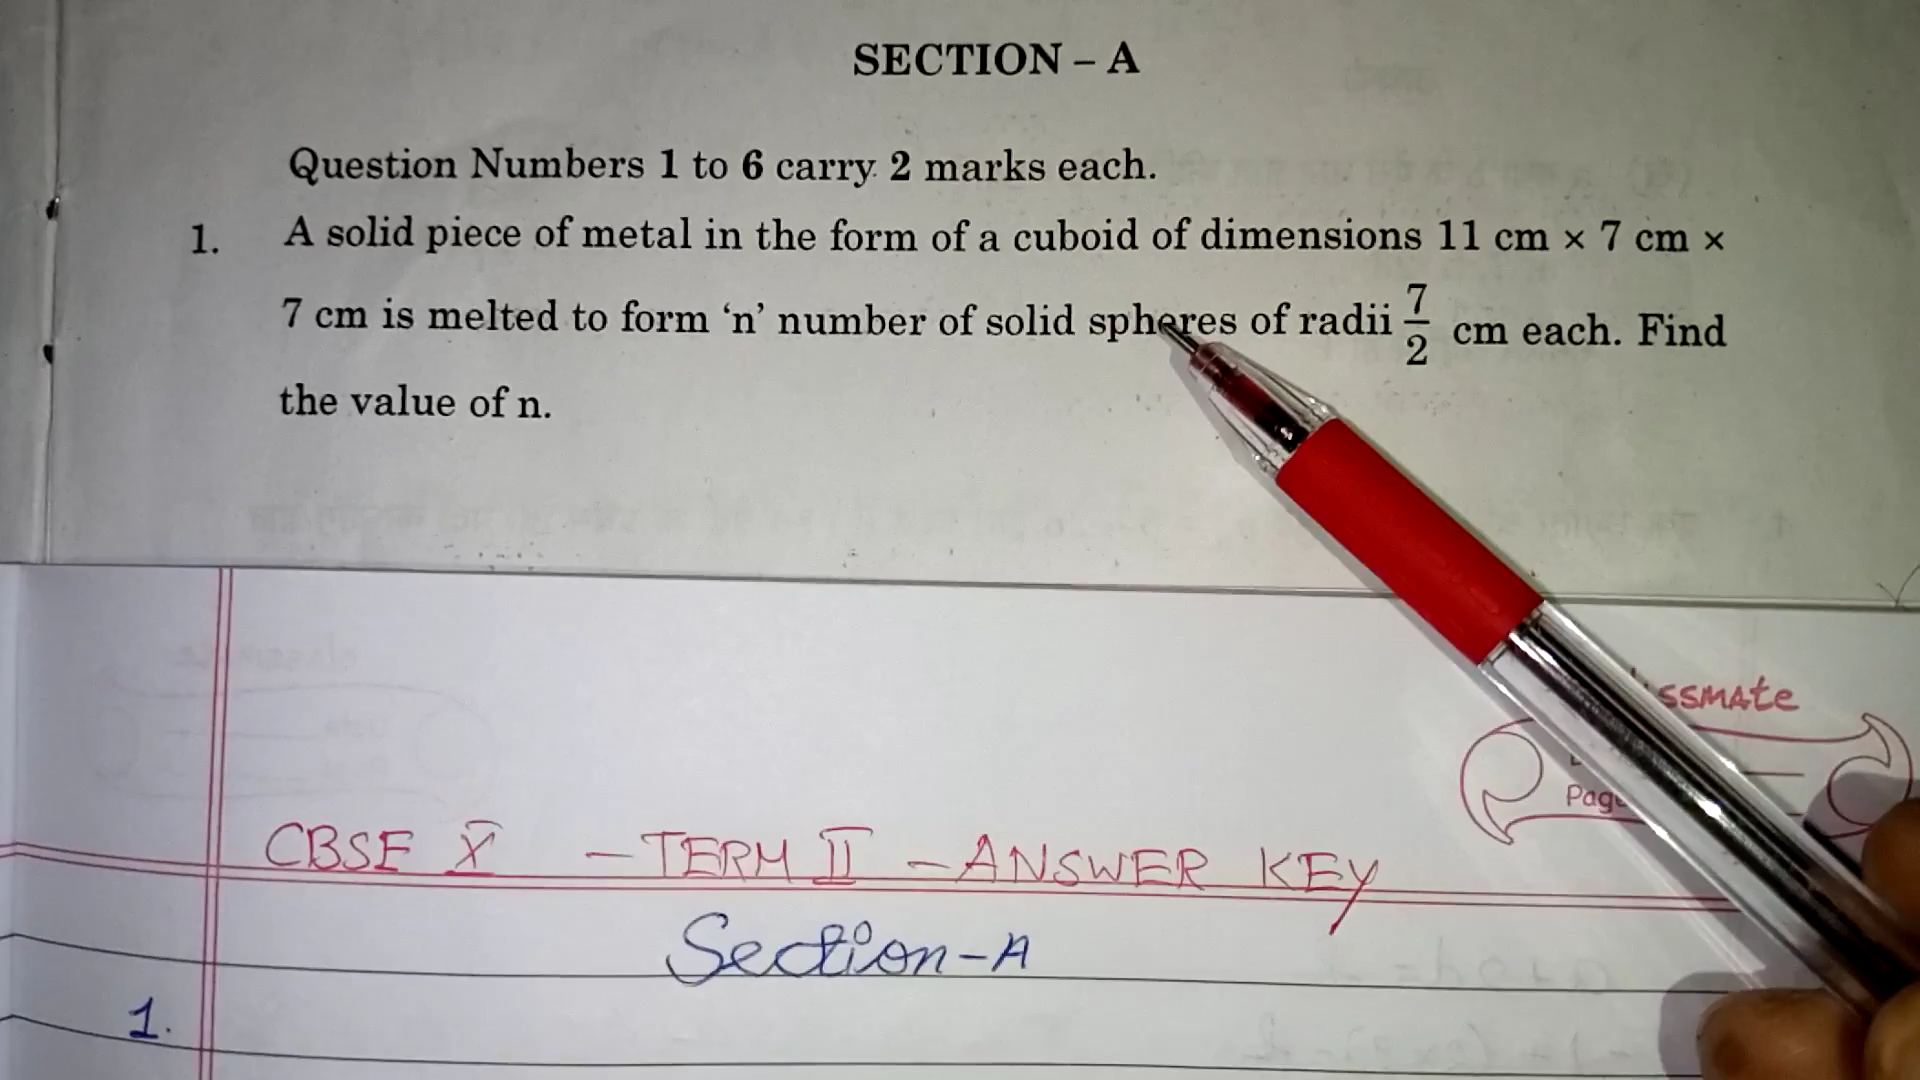 SECTION – A
Question Numbers 1 to 6 carry 2 marks each.
1. A solid piece of metal in the form of a cuboid of dimensions 11 cm × 7 cm ×
7 cm is melted to form ‘n’ number of solid spheres of radii 7/2 cm each. Find
the value of n.
ssmate
Page
CBSE X – TERM II – ANSWER KEY
Section – A
1.